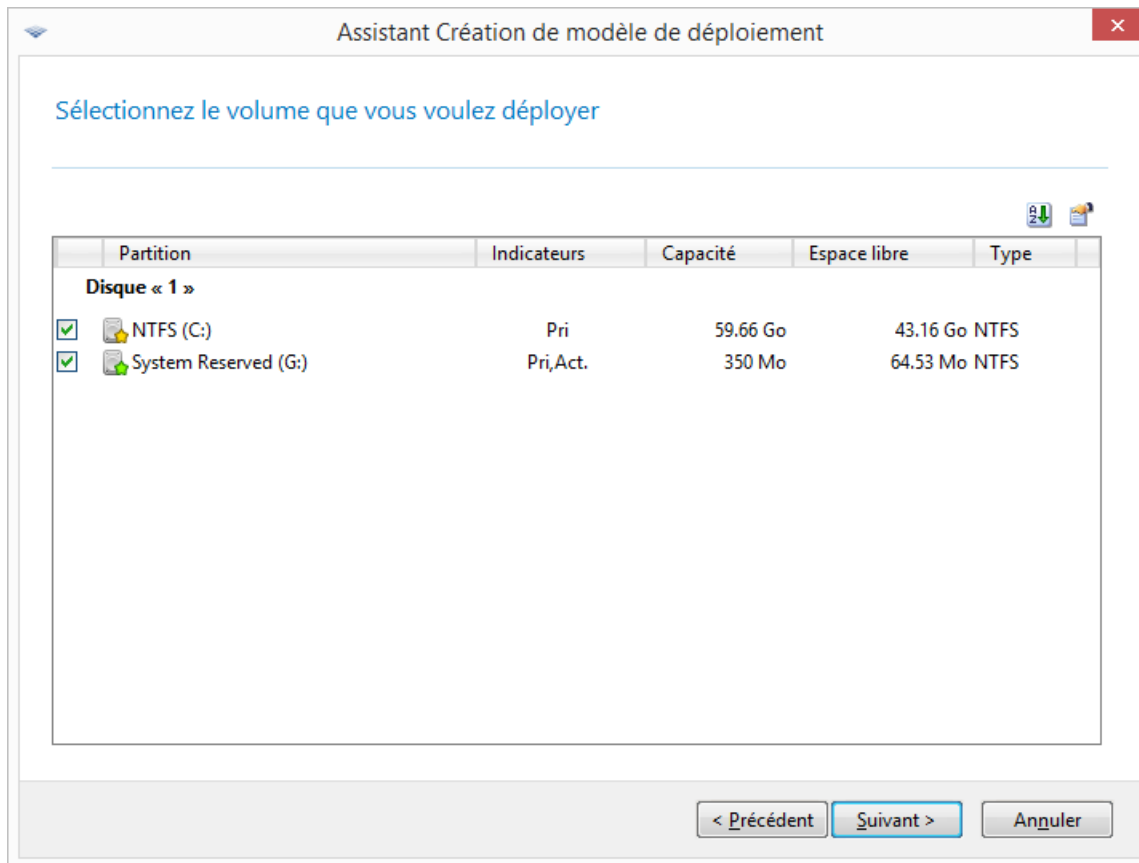 Assistant Création de modèle de déploiement
Sélectionnez le volume que vous voulez déployer
Partition Indicateurs Capacité Espace libre Type
Disque « 1 »
NTFS (C:) Pri 59.66 Go 43.16 Go NTFS
System Reserved (G:) Pri,Act. 350 Mo 64.53 Mo NTFS
< Précédent Suivant > Annuler